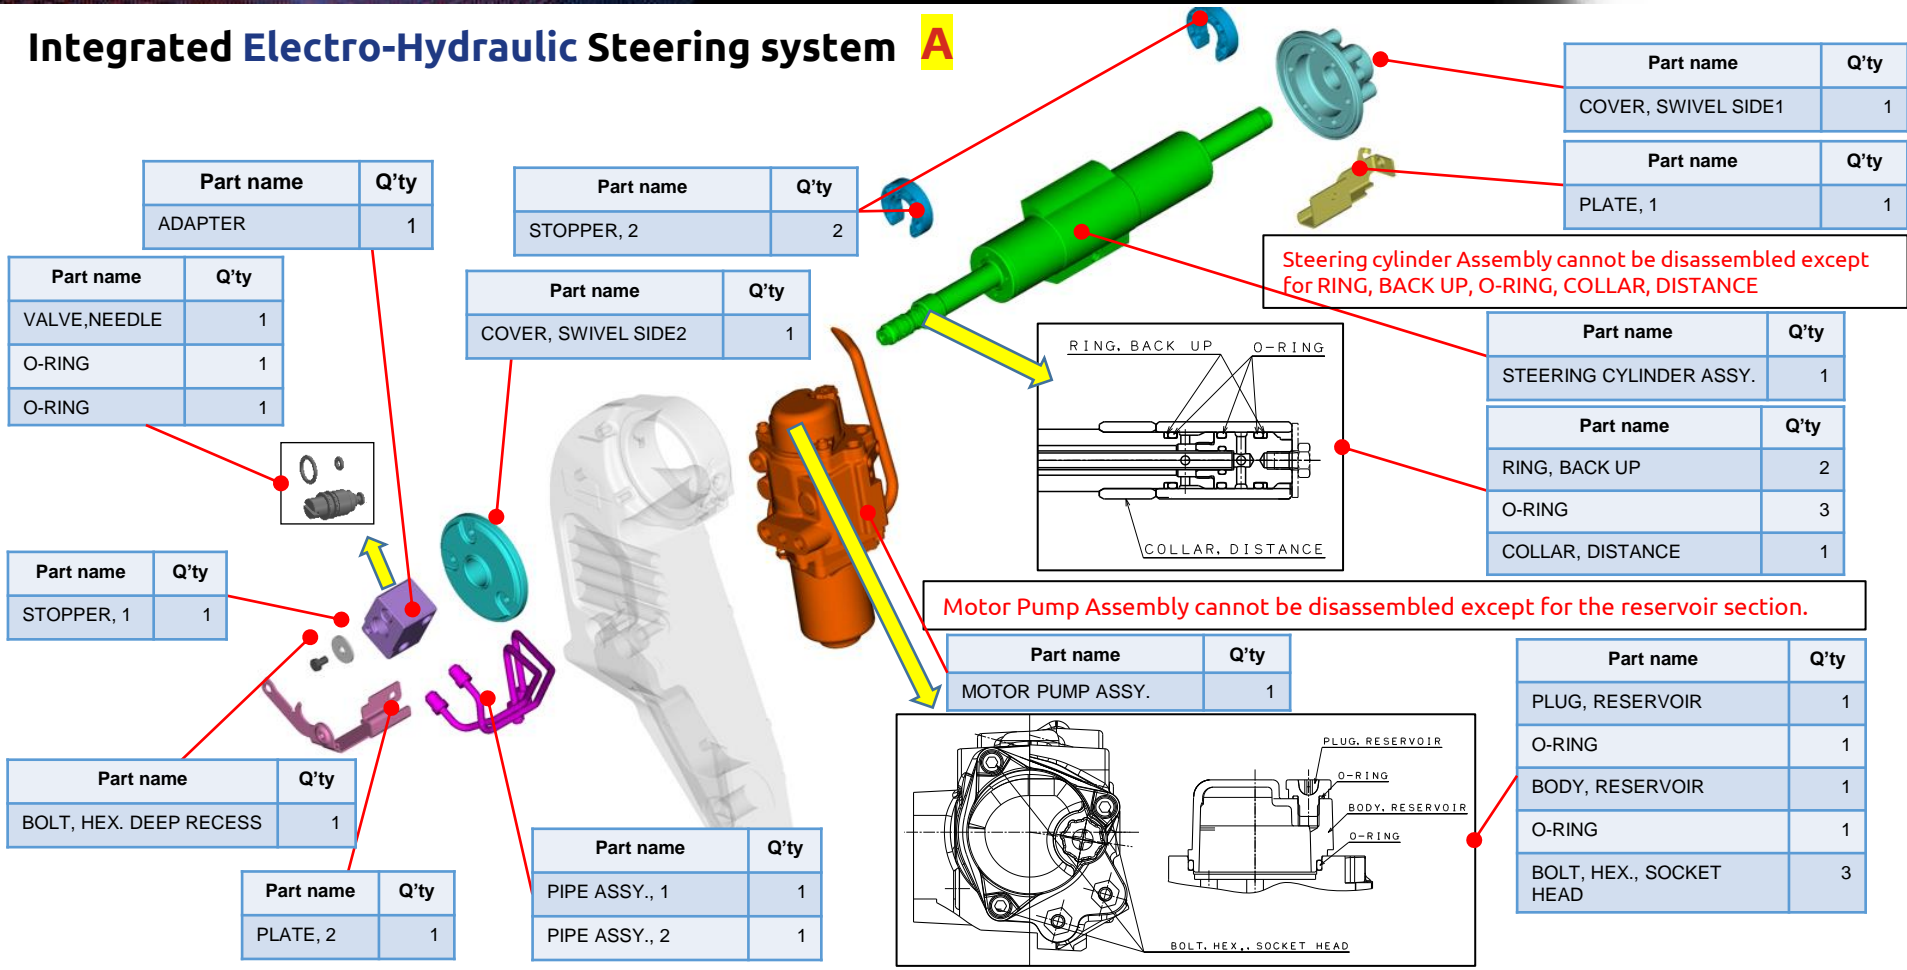 Integrated Electro-Hydraulic Steering system A
Part name Q'ty
COVER, SWIVEL SIDE1 1
Part name Q'ty
PLATE, 1 1
Part name Q'ty
ADAPTER 1
Part name Q'ty
STOPPER, 2 2
Steering cylinder Assembly cannot be disassembled except
for RING, BACK UP, O-RING, COLLAR, DISTANCE
Part name Q'ty
VALVE,NEEDLE 1
O-RING 1
O-RING 1
Part name Q'ty
COVER, SWIVEL SIDE2 1
RING, BACK UP O-RING
COLLAR, DISTANCE
Part name Q'ty
STEERING CYLINDER ASSY. 1
Part name Q'ty
RING, BACK UP 2
O-RING 3
COLLAR, DISTANCE 1
Part name Q'ty
STOPPER, 1 1
Motor Pump Assembly cannot be disassembled except for the reservoir section.
Part name Q'ty
MOTOR PUMP ASSY. 1
Part name Q'ty
PLUG, RESERVOIR 1
O-RING 1
BODY, RESERVOIR 1
O-RING 1
BOLT, HEX., SOCKET
HEAD 3
PLUG, RESERVOIR
O-RING
BODY, RESERVOIR
O-RING
BOLT, HEX., SOCKET HEAD
Part name Q'ty
BOLT, HEX. DEEP RECESS 1
Part name Q'ty
PLATE, 2 1
Part name Q'ty
PIPE ASSY., 1 1
PIPE ASSY., 2 1